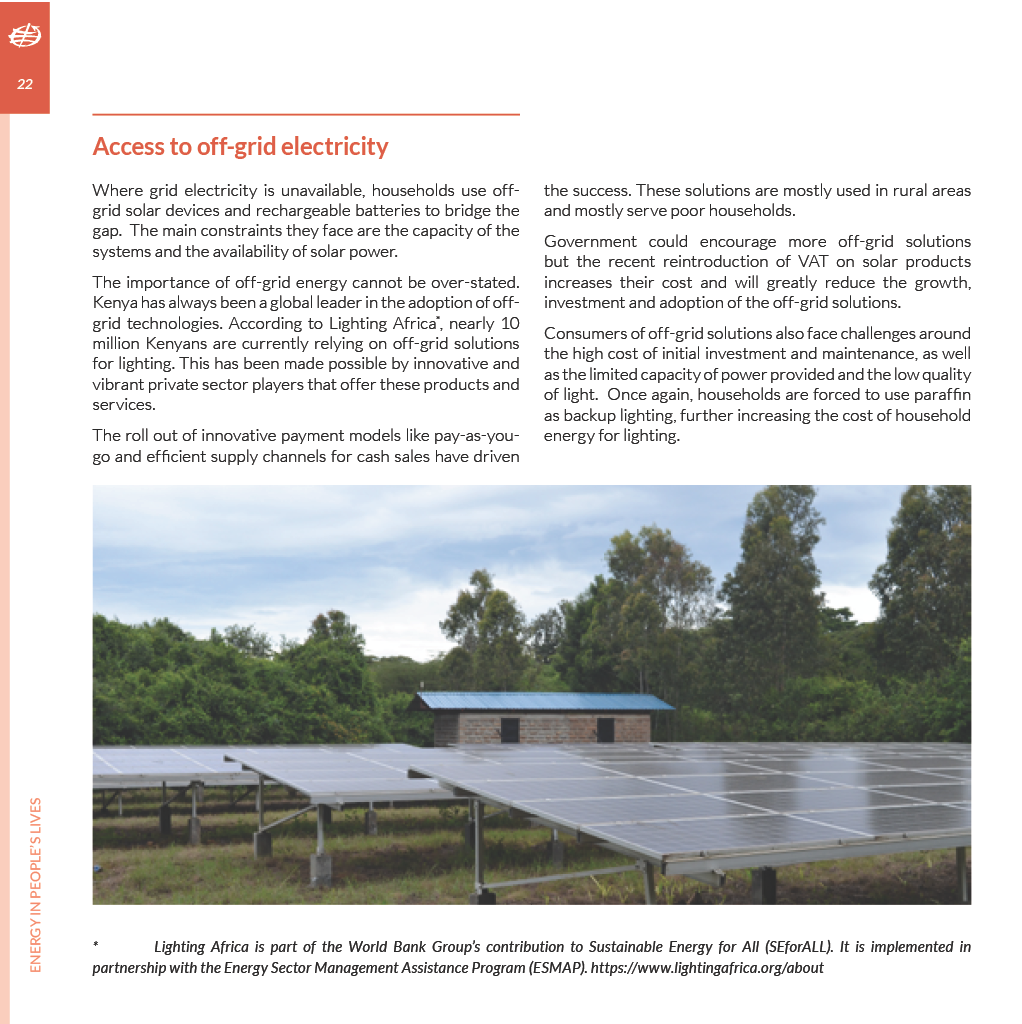 22
Access to off-grid electricity
Where grid electricity is unavailable, households use off-
grid solar devices and rechargeable batteries to bridge the
gap.  The main constraints they face are the capacity of the
systems and the availability of solar power.
The importance of off-grid energy cannot be over-stated.
Kenya has always been a global leader in the adoption of off-
grid technologies. According to Lighting Africa*, nearly 10
million Kenyans are currently relying on off-grid solutions
for lighting. This has been made possible by innovative and
vibrant private sector players that offer these products and
services.
The roll out of innovative payment models like pay-as-you-
go and efficient supply channels for cash sales have driven
the success. These solutions are mostly used in rural areas
and mostly serve poor households.
Government could encourage more off-grid solutions
but the recent reintroduction of VAT on solar products
increases their cost and will greatly reduce the growth,
investment and adoption of the off-grid solutions.
Consumers of off-grid solutions also face challenges around
the high cost of initial investment and maintenance, as well
as the limited capacity of power provided and the low quality
of light.  Once again, households are forced to use paraffin
as backup lighting, further increasing the cost of household
energy for lighting.
ENERGY IN PEOPLE'S LIVES
* Lighting Africa is part of the World Bank Group's contribution to Sustainable Energy for All (SEforALL). It is implemented in
partnership with the Energy Sector Management Assistance Program (ESMAP). https://www.lightingafrica.org/about